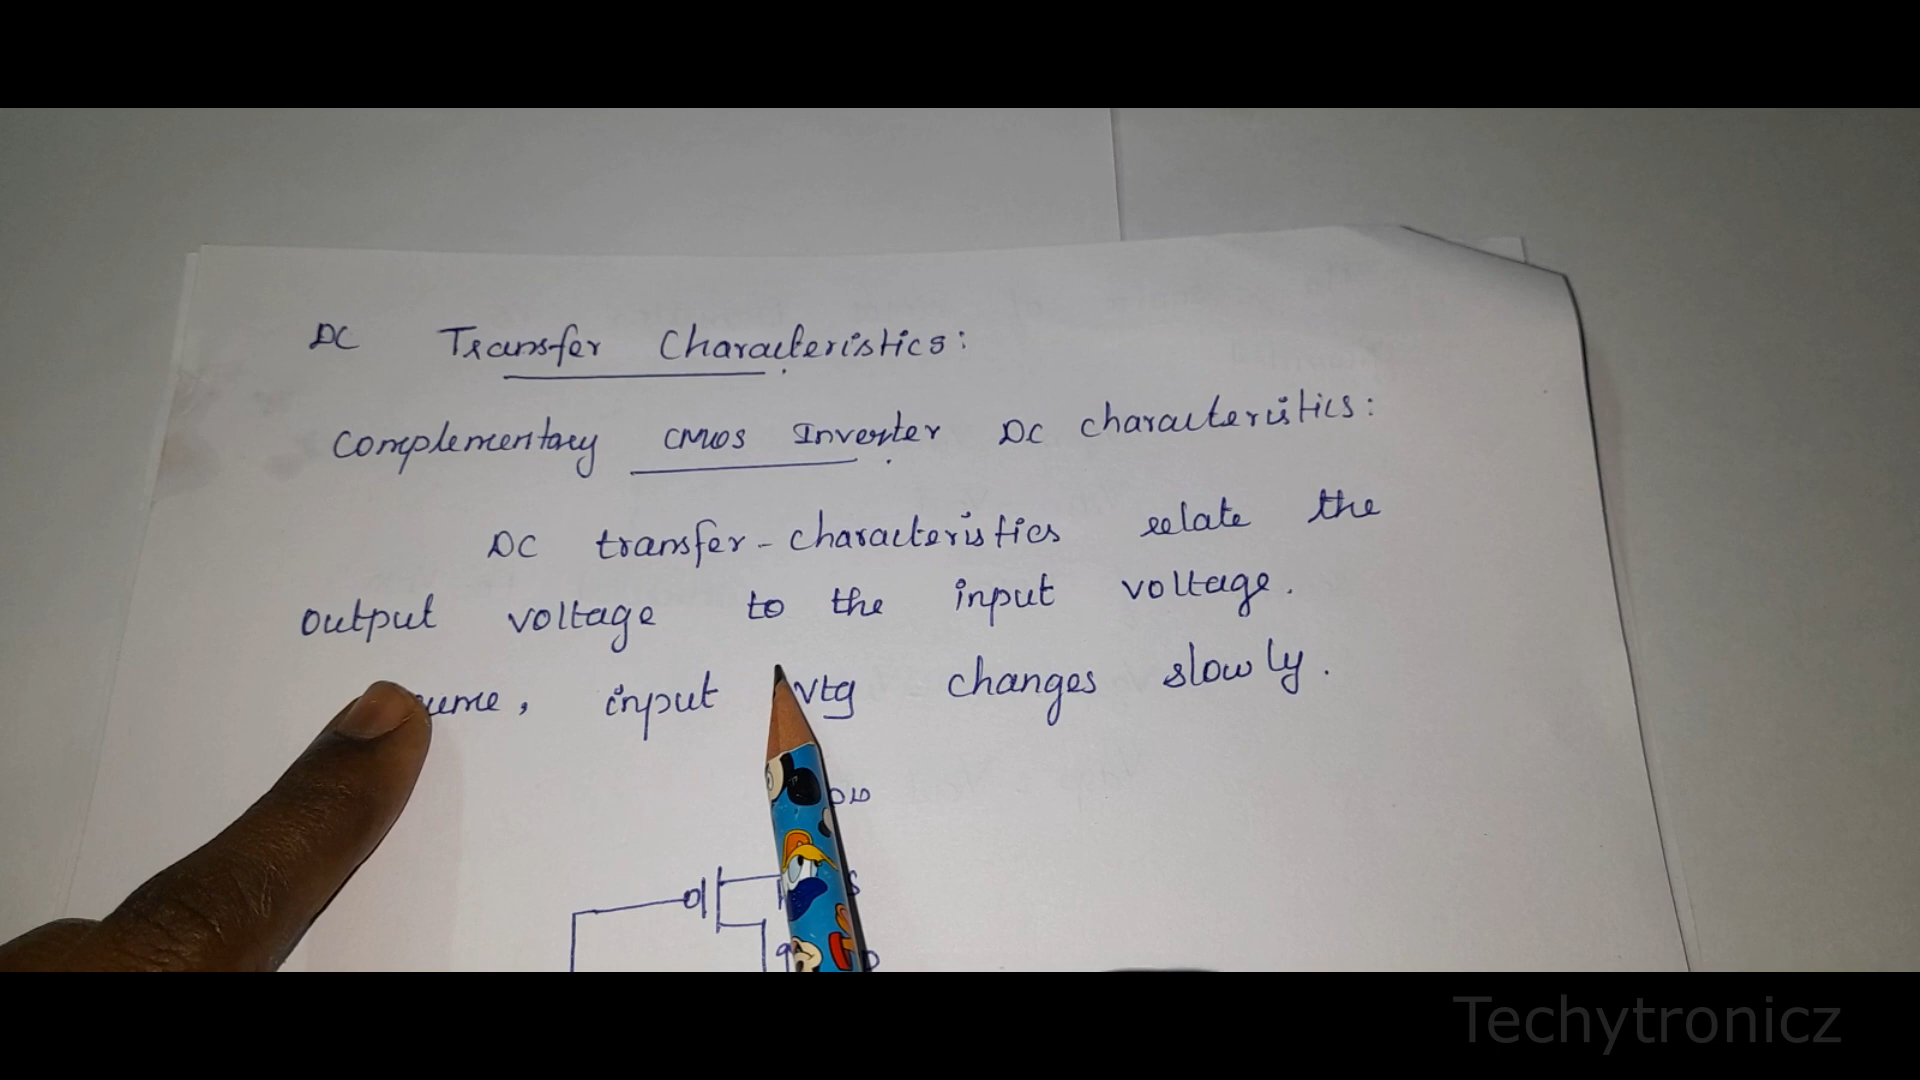 DC Transfer Characteristics:
Complementary CMOS Inverter DC characteristics:
DC transfer-characteristics relate the
output voltage to the input voltage.
input vtg changes slowly.
S
D
Techytronicz